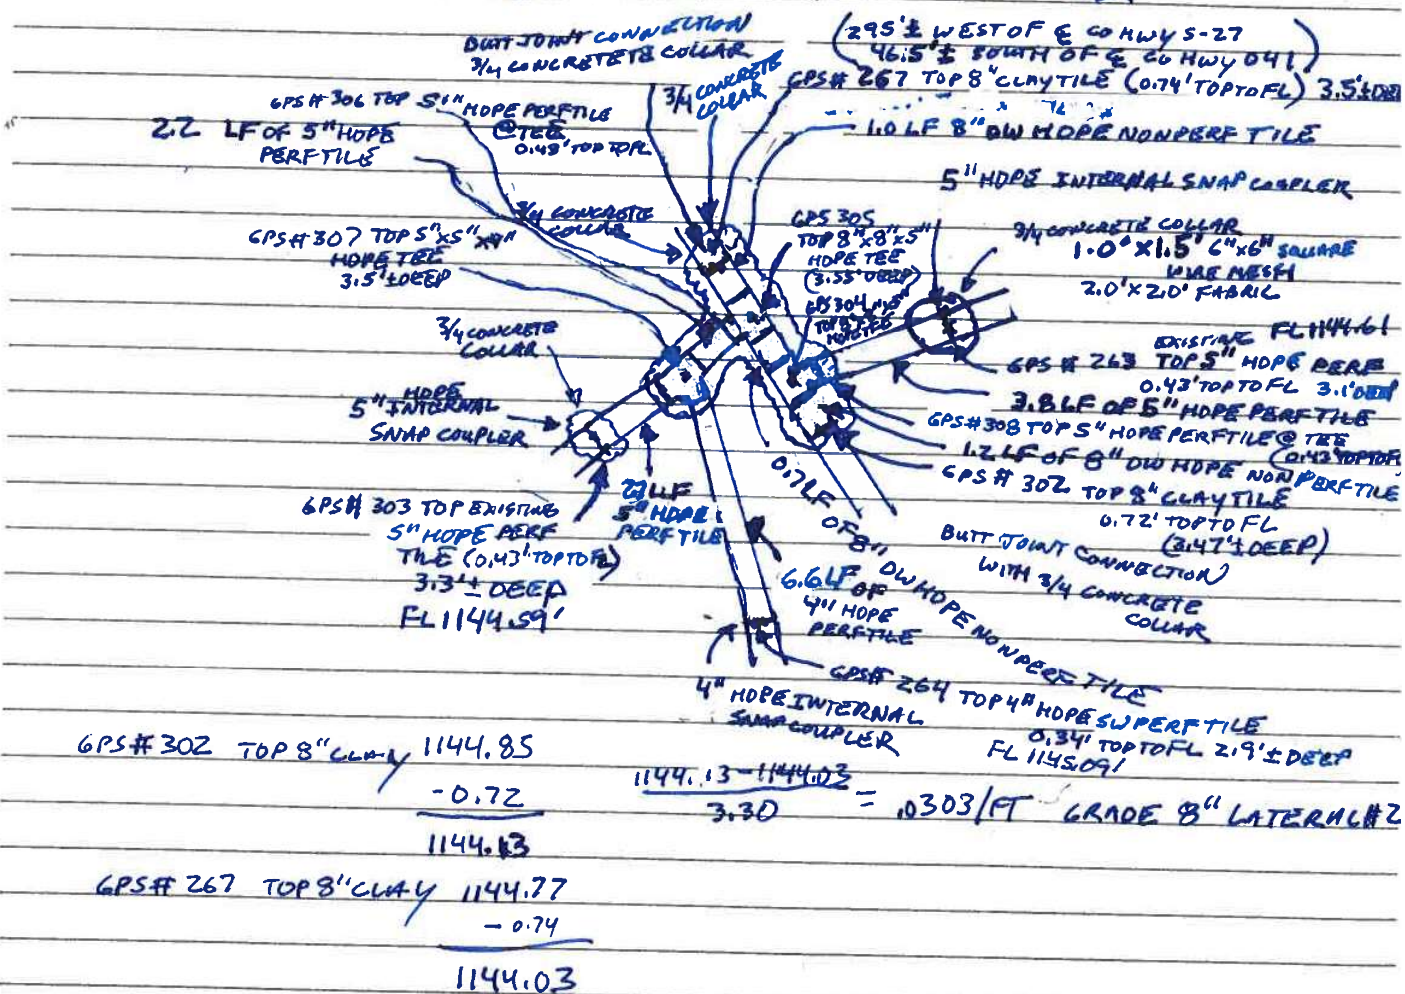 (295'± WEST OF ℄ CO HWY S-27
46.5'± SOUTH OF ℄ CO HWY 041)
BUTT JOINT CONNECTION
3/4 CONCRETE COLLAR
3/4 CONCRETE
COLLAR
GPS# 267 TOP 8" CLAY TILE (0.74' TOP TO FL) 3.5'± DEEP
1.0 LF 8" DW HDPE NONPERF TILE
GPS# 306 TOP 5" HDPE PERF TILE
@ TEE
0.43' TOP TO FL
2.2 LF OF 5" HDPE
PERF TILE
5" HDPE INTERNAL SNAP COUPLER
3/4 CONCRETE
COLLAR
GPS# 307 TOP 5"x5"x4"
HDPE TEE
3.5'± DEEP
GPS 305
TOP 8"x8"x5"
HDPE TEE
(3.55' DEEP)
GPS 304
3/4 CONCRETE COLLAR
1.0' x 1.5' 6"x6" SQUARE
WIRE MESH
2.0' x 2.0' FABRIC
3/4 CONCRETE
COLLAR
EXISTING FL 1144.61
GPS # 263 TOP 5" HDPE PERF
0.43' TOP TO FL 3.1' DEEP
3.8 LF OF 5" HDPE PERF TILE
GPS# 308 TOP 5" HDPE PERF TILE @ TEE
(0.43' TOP TO FL
1.2 LF OF 8" DW HDPE NON PERF TILE
GPS # 302 TOP 8" CLAY TILE
0.72' TOP TO FL
(3.47'± DEEP)
BUTT JOINT CONNECTION
WITH 3/4 CONCRETE
COLLAR
HDPE
5" INTERNAL
SNAP COUPLER
GPS# 303 TOP EXISTING
5" HDPE PERF
TILE (0.43' TOP TO FL)
3.3'± DEEP
FL 1144.59'
LF
5" HDPE
PERF TILE
0.7 LF OF 8" DW HDPE NONPERF TILE
6.6 LF
OF
4" HDPE
PERF TILE
4" HDPE INTERNAL
SNAP COUPLER
GPS# 264 TOP 4" HDPE SW PERF TILE
0.34' TOP TO FL 2.9'± DEEP
FL 1145.09'
GPS# 302 TOP 8" CLAY 1144.85
-0.72
1144.13
1144.13-1144.03
3.30
= .0303/FT GRADE 8" LATERAL #2
GPS# 267 TOP 8" CLAY 1144.77
- 0.74
1144.03